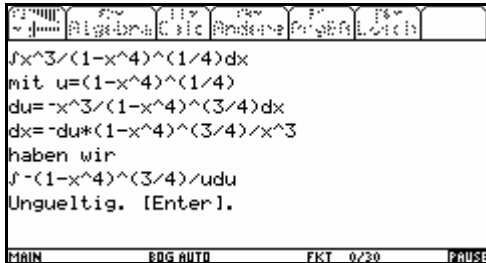 ∫x^3/(1-x^4)^(1/4)dx
mit u=(1-x^4)^(1/4)
du=-x^3/(1-x^4)^(3/4)dx
dx=-du*(1-x^4)^(3/4)/x^3
haben wir
∫-(1-x^4)^(3/4)/udu
Ungueltig. [Enter].
MAIN BOG AUTO FKT 0/30 PAUSE